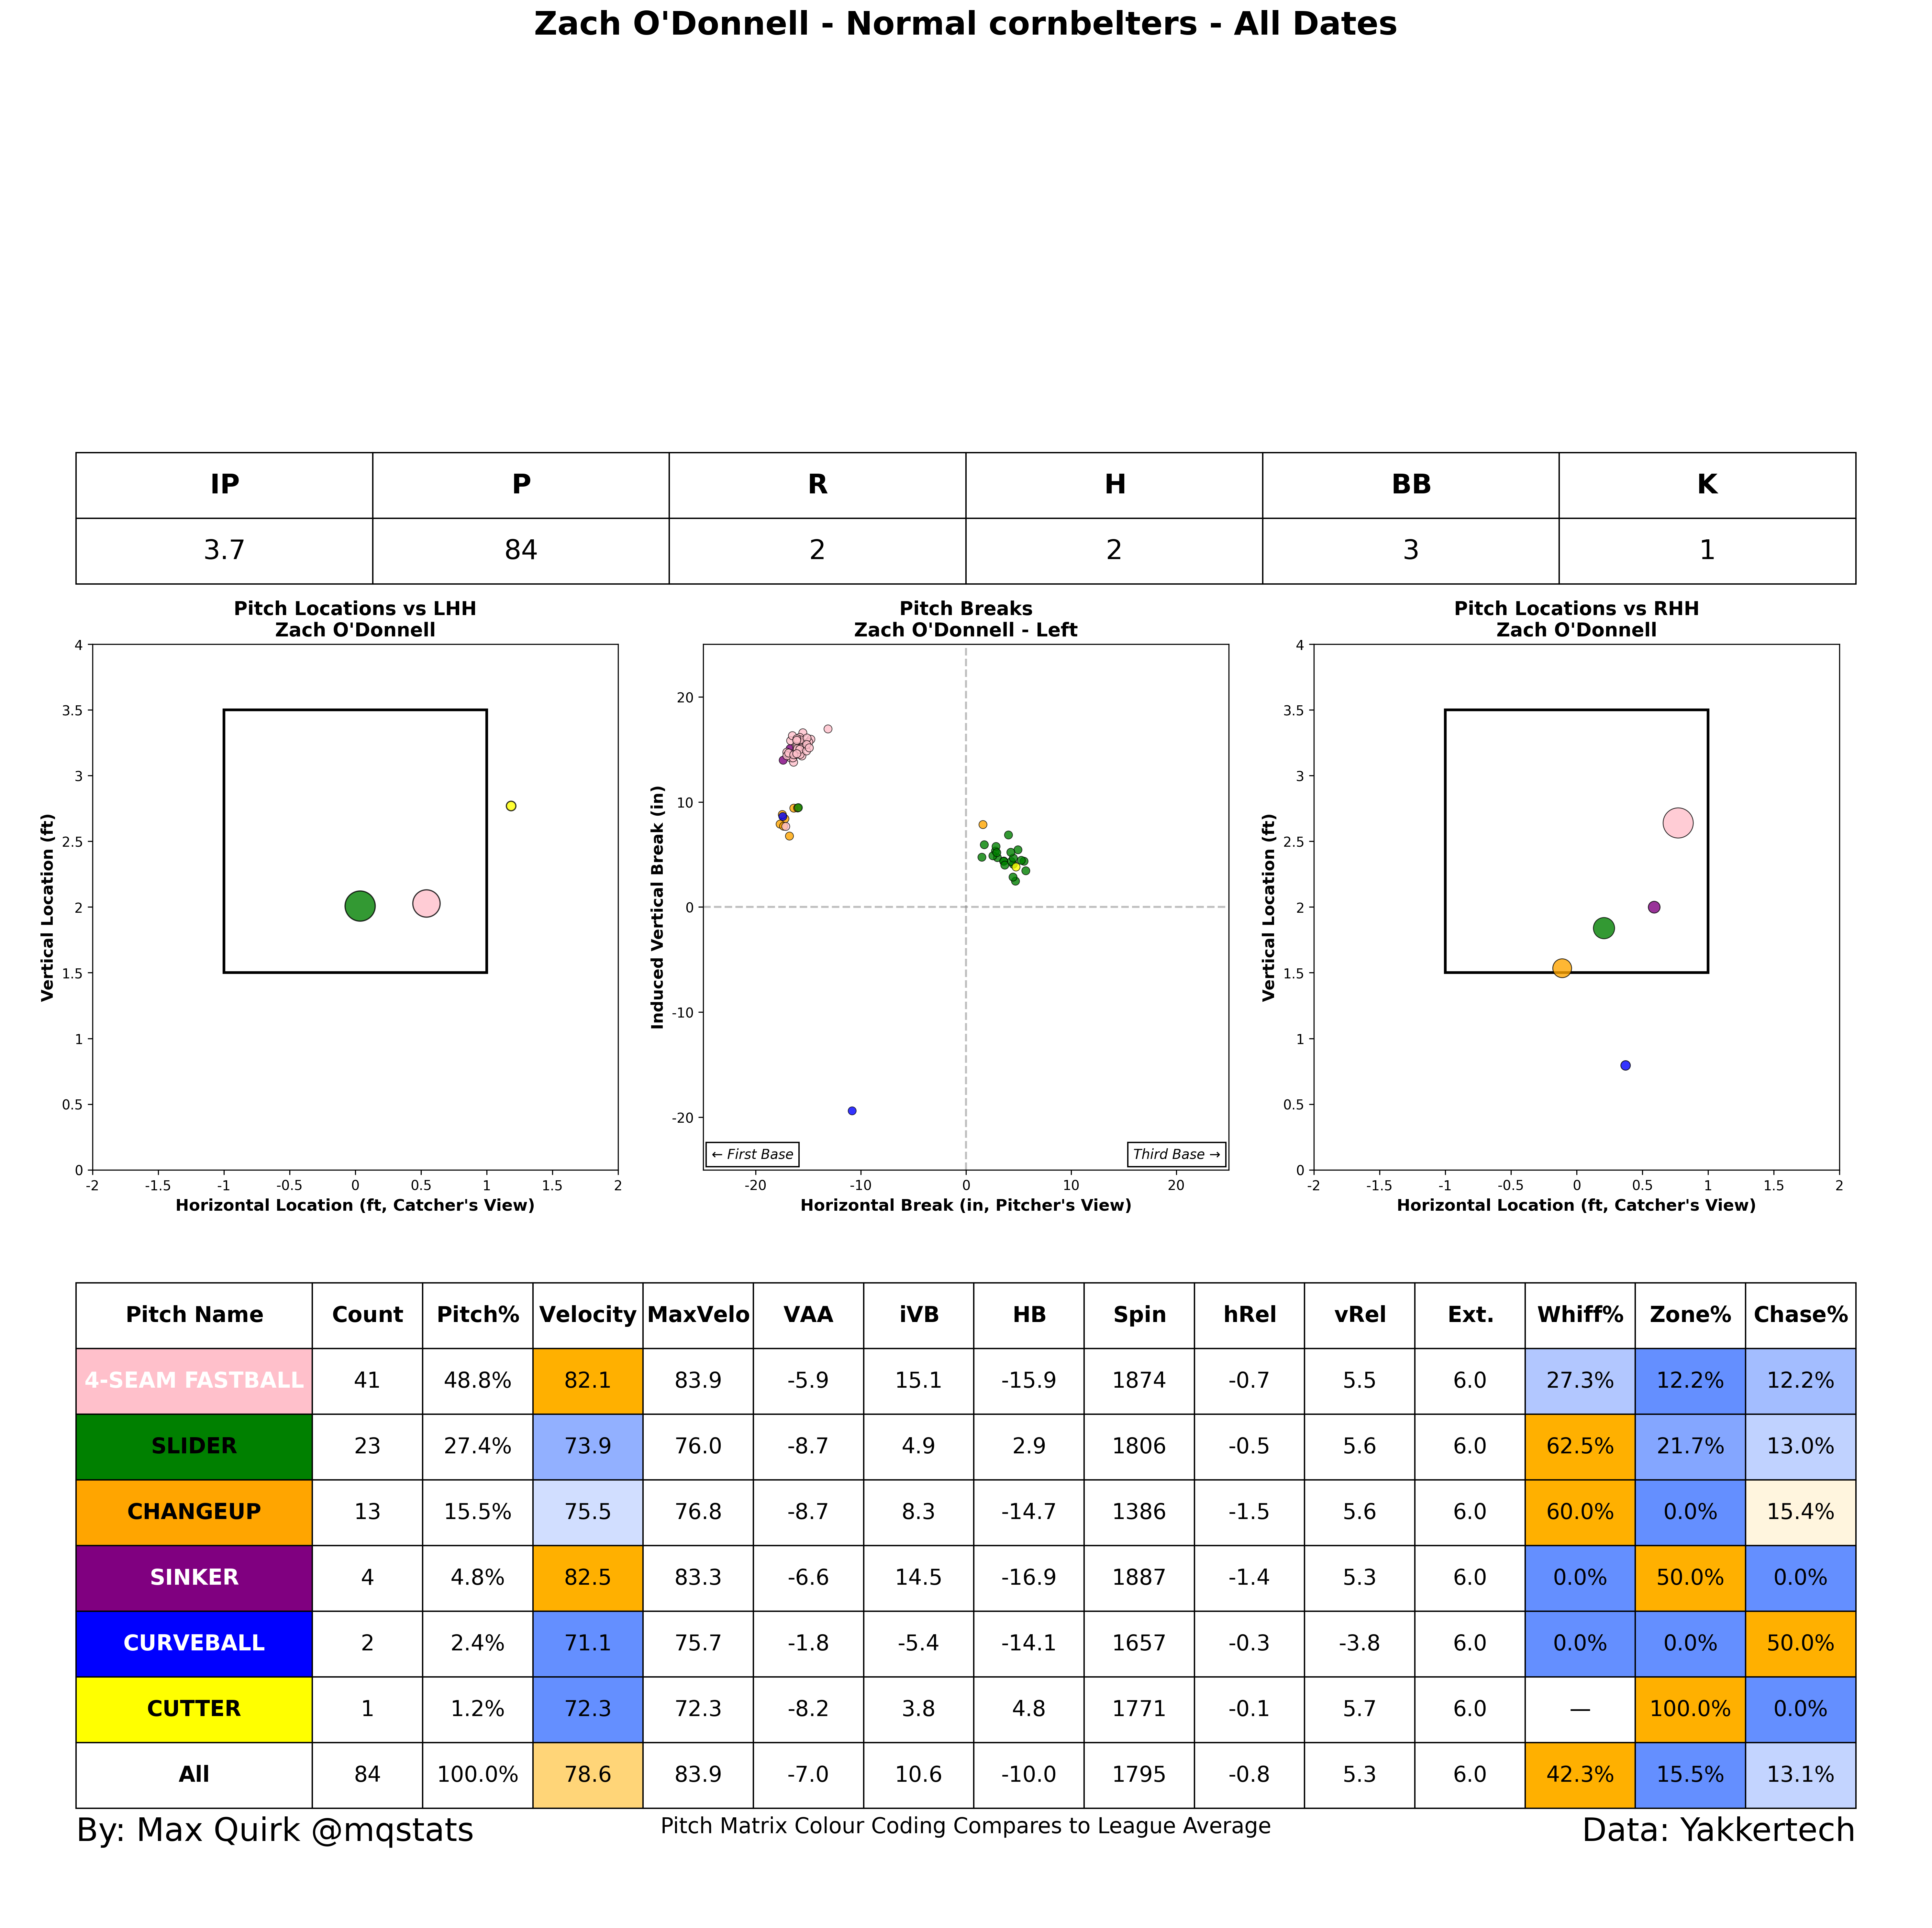 Zach O'Donnell - Normal cornbelters - All Dates
IP P R H BB K
3.7 84 2 2 3 1
Pitch Locations vs LHH
Zach O'Donnell
4
3.5
3
2.5
2
1.5
1
0.5
0
-2 -1.5 -1 -0.5 0 0.5 1 1.5 2
Vertical Location (ft)
Horizontal Location (ft, Catcher's View)
Pitch Breaks
Zach O'Donnell - Left
20
10
0
-10
-20
← First Base
Third Base →
-20 -10 0 10 20
Induced Vertical Break (in)
Horizontal Break (in, Pitcher's View)
Pitch Locations vs RHH
Zach O'Donnell
4
3.5
3
2.5
2
1.5
1
0.5
0
-2 -1.5 -1 -0.5 0 0.5 1 1.5 2
Vertical Location (ft)
Horizontal Location (ft, Catcher's View)
Pitch Name Count Pitch% Velocity MaxVelo VAA iVB HB Spin hRel vRel Ext. Whiff% Zone% Chase%
4-SEAM FASTBALL 41 48.8% 82.1 83.9 -5.9 15.1 -15.9 1874 -0.7 5.5 6.0 27.3% 12.2% 12.2%
SLIDER 23 27.4% 73.9 76.0 -8.7 4.9 2.9 1806 -0.5 5.6 6.0 62.5% 21.7% 13.0%
CHANGEUP 13 15.5% 75.5 76.8 -8.7 8.3 -14.7 1386 -1.5 5.6 6.0 60.0% 0.0% 15.4%
SINKER 4 4.8% 82.5 83.3 -6.6 14.5 -16.9 1887 -1.4 5.3 6.0 0.0% 50.0% 0.0%
CURVEBALL 2 2.4% 71.1 75.7 -1.8 -5.4 -14.1 1657 -0.3 -3.8 6.0 0.0% 0.0% 50.0%
CUTTER 1 1.2% 72.3 72.3 -8.2 3.8 4.8 1771 -0.1 5.7 6.0 — 100.0% 0.0%
All 84 100.0% 78.6 83.9 -7.0 10.6 -10.0 1795 -0.8 5.3 6.0 42.3% 15.5% 13.1%
By: Max Quirk @mqstats
Pitch Matrix Colour Coding Compares to League Average
Data: Yakkertech